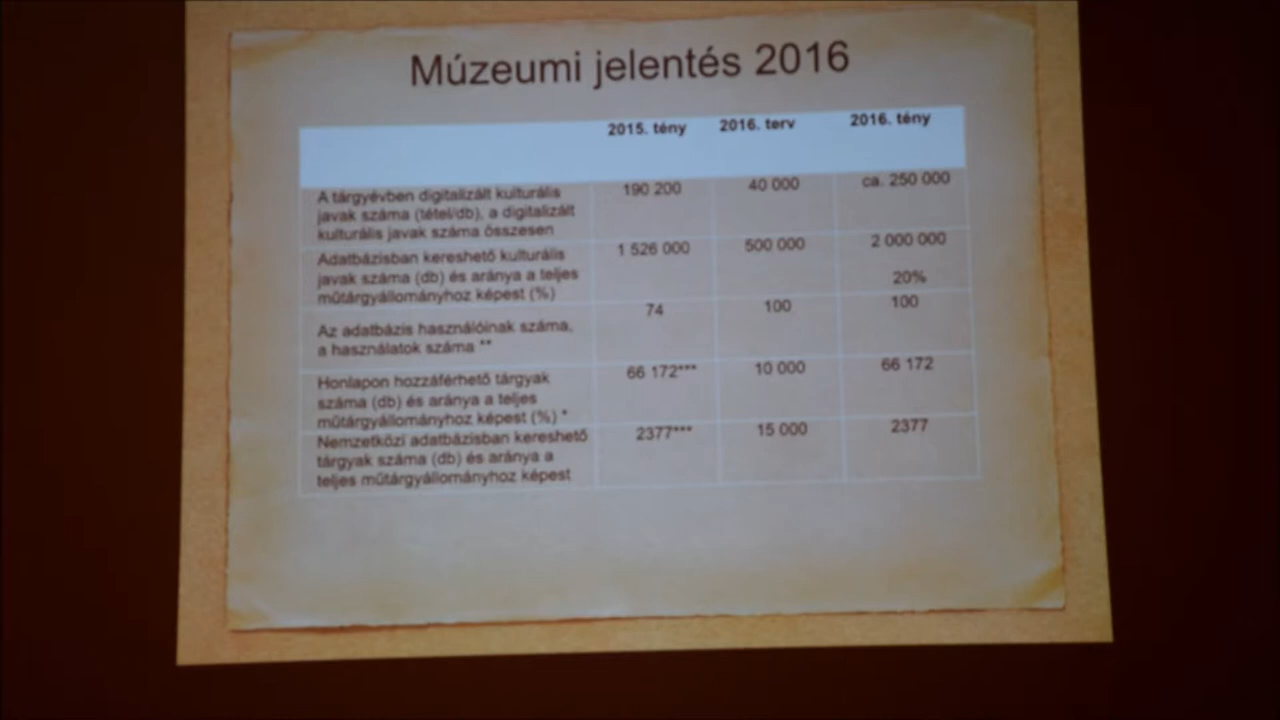 Múzeumi jelentés 2016
2015. tény 2016. terv 2016. tény
A tárgyévben digitalizált kulturális
javak száma (tétel/db), a digitalizált
kulturális javak száma összesen
190 200 40 000 ca. 250 000
Adatbázisban kereshető kulturális
javak száma (db) és aránya a teljes
műtárgyállományhoz képest (%)
1 526 000 500 000 2 000 000
20%
Az adatbázis használóinak száma,
a használatok száma **
74 100 100
Honlapon hozzáférhető tárgyak
száma (db) és aránya a teljes
műtárgyállományhoz képest (%) *
66 172*** 10 000 66 172
Nemzetközi adatbázisban kereshető
tárgyak száma (db) és aránya a
teljes műtárgyállományhoz képest
2377*** 15 000 2377